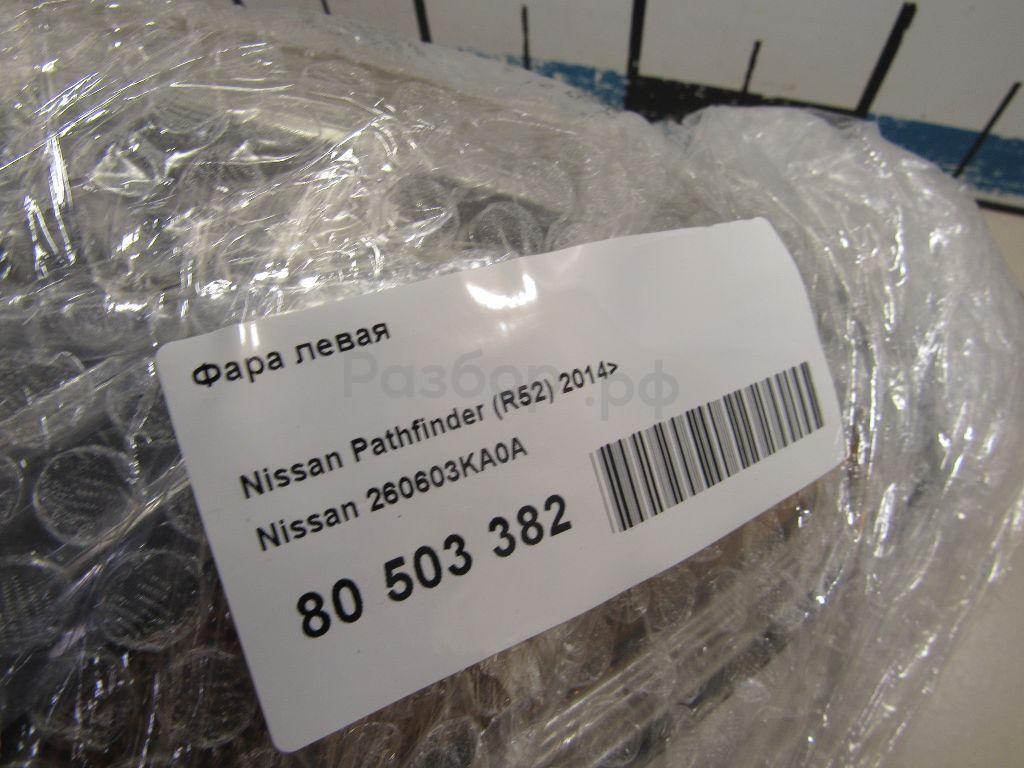 Фара левая
Разбор.рф
Nissan Pathfinder (R52) 2014>
Nissan 260603KA0A
80 503 382